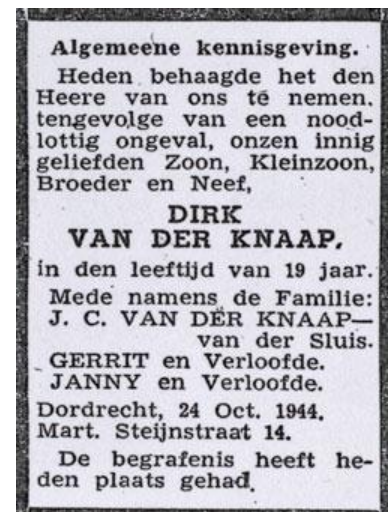 Algemeene kennisgeving.
Heden behaagde het den
Heere van ons te nemen.
tengevolge van een nood-
lottig ongeval, onzen innig
geliefden Zoon, Kleinzoon,
Broeder en Neef,
DIRK
VAN DER KNAAP.
in den leeftijd van 19 jaar.
Mede namens de Familie:
J. C. VAN DER KNAAP—
van der Sluis.
GERRIT en Verloofde.
JANNY en Verloofde.
Dordrecht, 24 Oct. 1944.
Mart. Steijnstraat 14.
De begrafenis heeft he-
den plaats gehad.